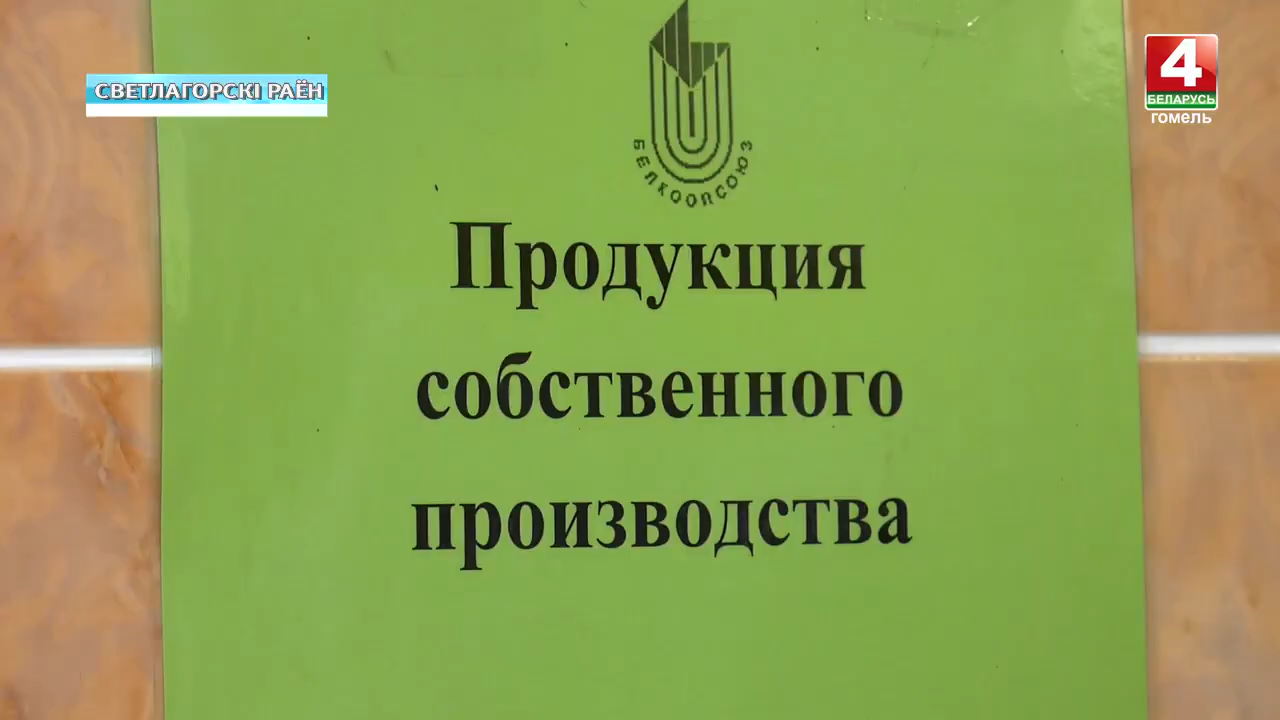 СВЕТЛАГОРСКІ РАЁН
4
БЕЛАРУСЬ
гомель
БЕЛКООПСОЮЗ
Продукция
собственного
производства